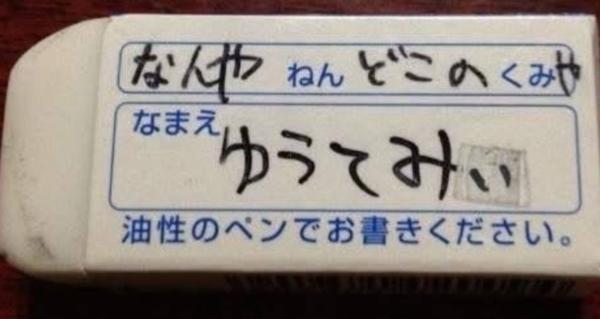 なんやねんどこのくみや
なまえ
ゆうてみぃ
油性のペンでお書きください。